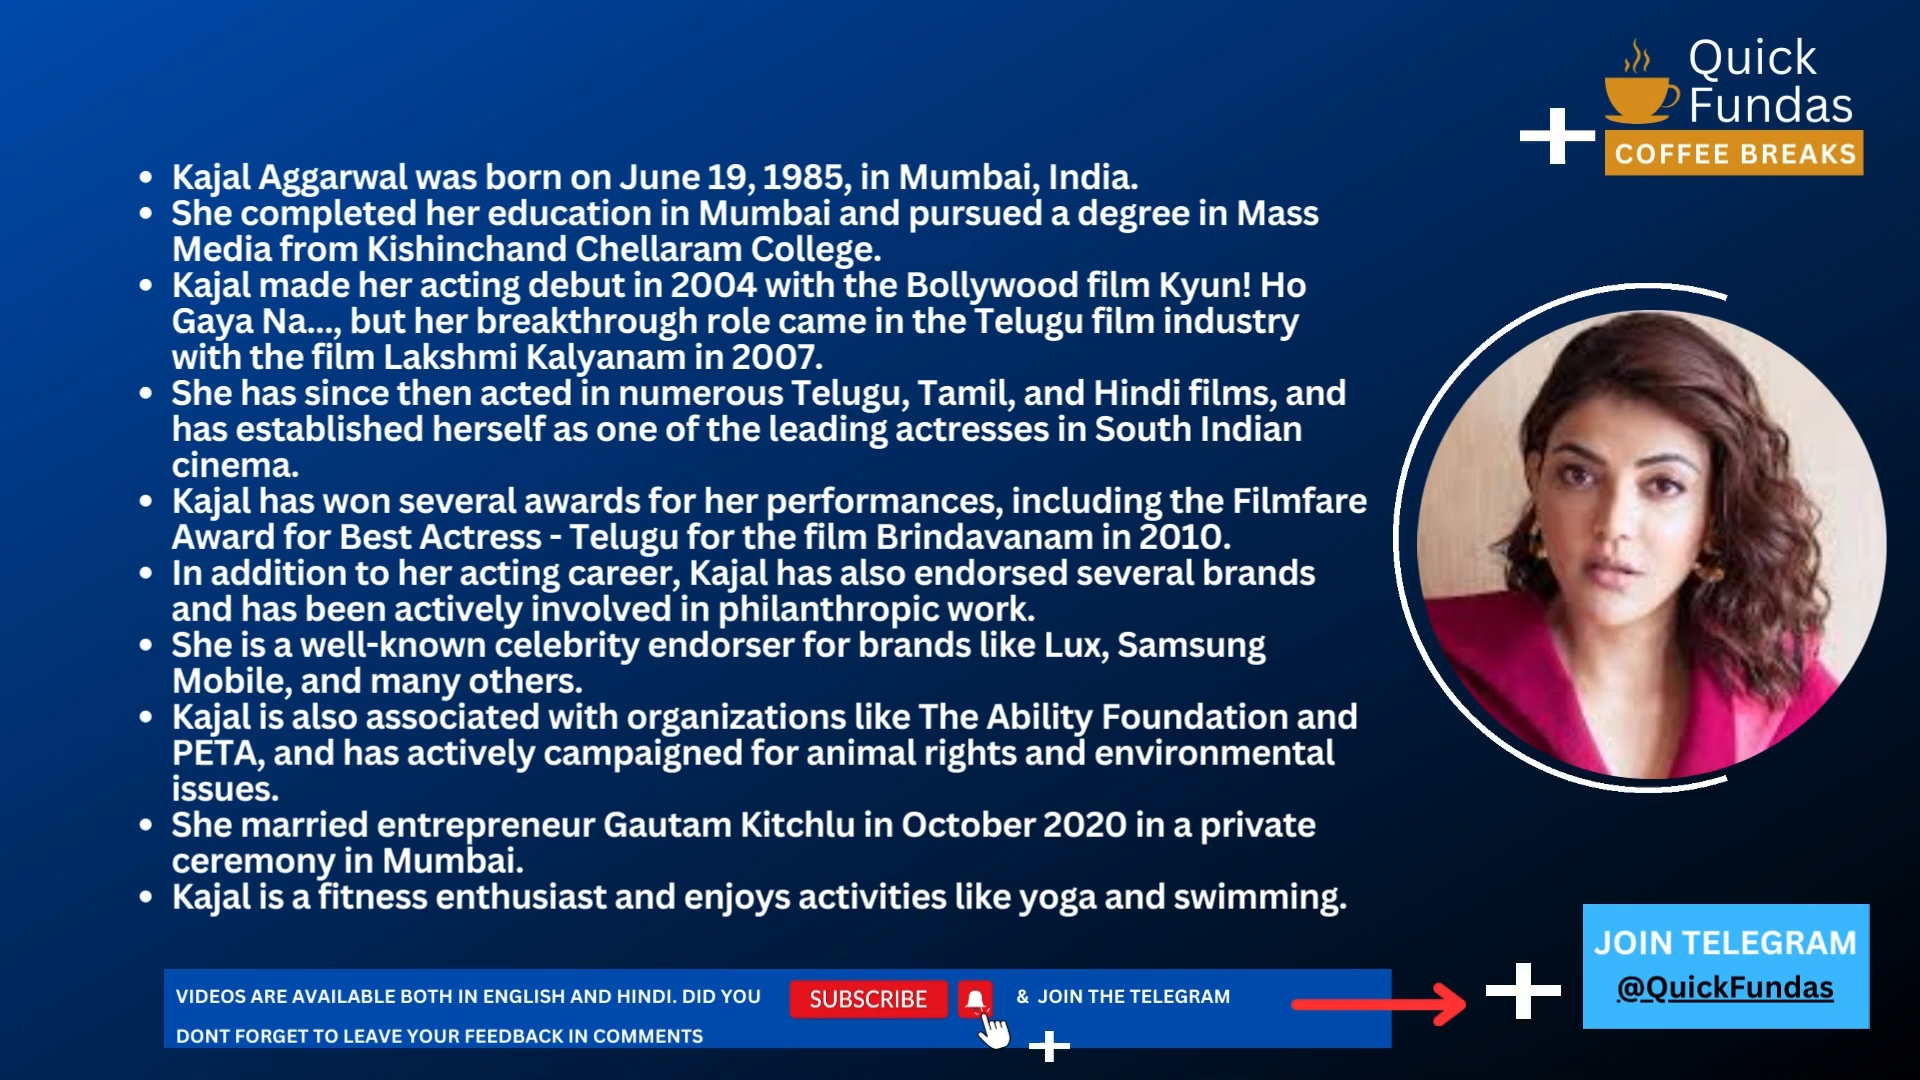 Quick
Fundas
COFFEE BREAKS
• Kajal Aggarwal was born on June 19, 1985, in Mumbai, India.
• She completed her education in Mumbai and pursued a degree in Mass
Media from Kishinchand Chellaram College.
• Kajal made her acting debut in 2004 with the Bollywood film Kyun! Ho
Gaya Na..., but her breakthrough role came in the Telugu film industry
with the film Lakshmi Kalyanam in 2007.
• She has since then acted in numerous Telugu, Tamil, and Hindi films, and
has established herself as one of the leading actresses in South Indian
cinema.
• Kajal has won several awards for her performances, including the Filmfare
Award for Best Actress - Telugu for the film Brindavanam in 2010.
• In addition to her acting career, Kajal has also endorsed several brands
and has been actively involved in philanthropic work.
• She is a well-known celebrity endorser for brands like Lux, Samsung
Mobile, and many others.
• Kajal is also associated with organizations like The Ability Foundation and
PETA, and has actively campaigned for animal rights and environmental
issues.
• She married entrepreneur Gautam Kitchlu in October 2020 in a private
ceremony in Mumbai.
• Kajal is a fitness enthusiast and enjoys activities like yoga and swimming.
VIDEOS ARE AVAILABLE BOTH IN ENGLISH AND HINDI. DID YOU SUBSCRIBE & JOIN THE TELEGRAM
DONT FORGET TO LEAVE YOUR FEEDBACK IN COMMENTS
JOIN TELEGRAM
@QuickFundas